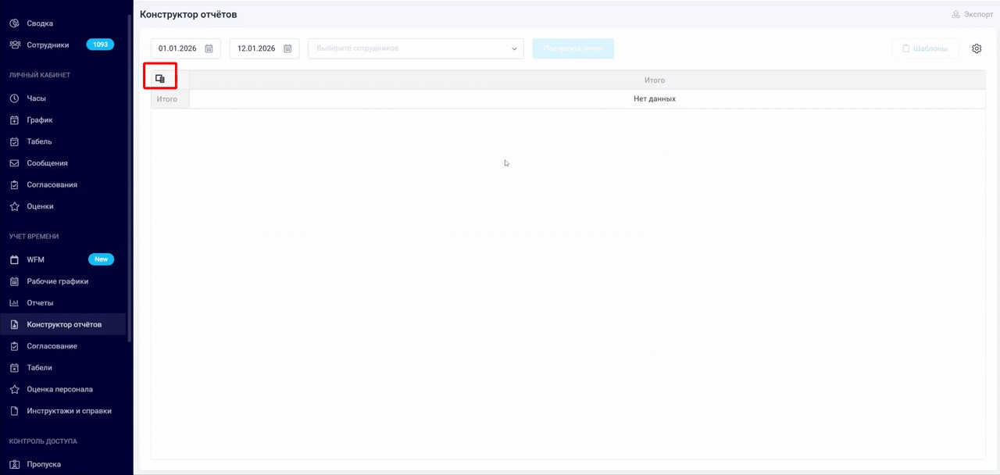 Сводка
Сотрудники 1093
ЛИЧНЫЙ КАБИНЕТ
Часы
График
Табель
Сообщения
Согласования
Оценки
УЧЕТ ВРЕМЕНИ
WFM New
Рабочие графики
Отчеты
Конструктор отчётов
Согласование
Табели
Оценка персонала
Инструктажи и справки
КОНТРОЛЬ ДОСТУПА
Пропуска
Конструктор отчётов
Экспорт
01.01.2026 12.01.2026 Выберите сотрудников Построить отчет Шаблоны
Итого
Итого Нет данных